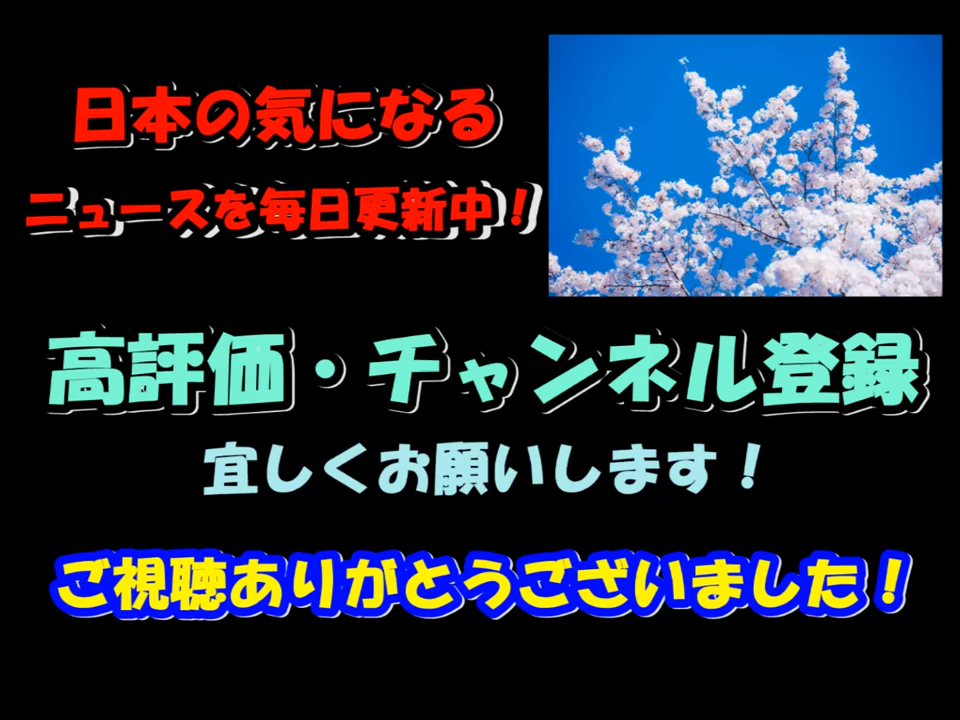 日本の気になる
ニュースを毎日更新中！
高評価・チャンネル登録
宜しくお願いします！
ご視聴ありがとうございました！